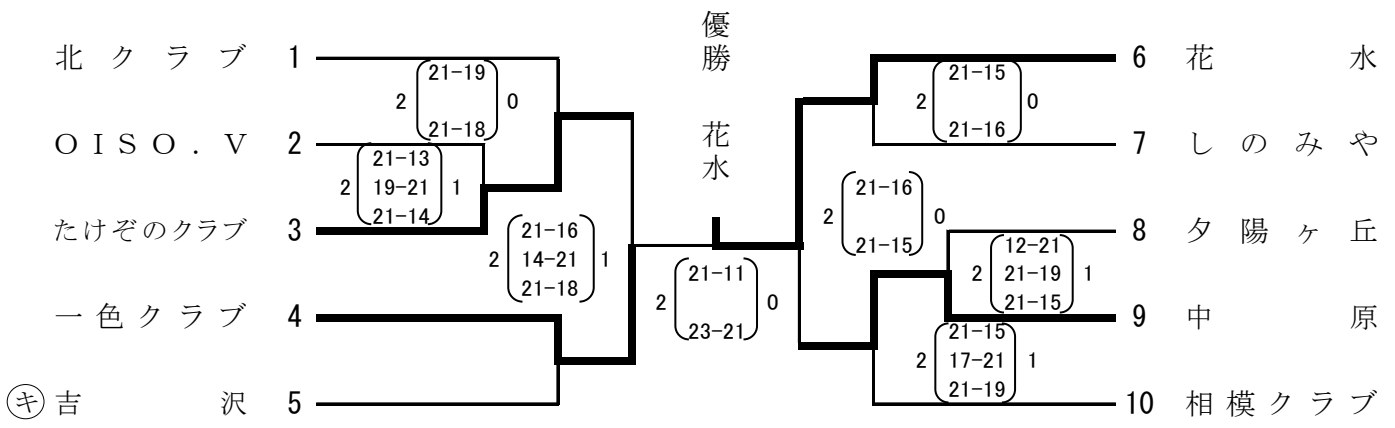 優勝 花水
北クラブ 1
21-19
2 0
21-18
OISO.V 2
21-13
2 19-21 1
21-14
たけぞのクラブ 3
21-16
2 14-21 1
21-18
一色クラブ 4
㋖吉沢 5
21-11
2 0
23-21
6 花水
21-15
2 0
21-16
7 しのみや
21-16
2 0
21-15
8 夕陽ヶ丘
12-21
2 21-19 1
21-15
9 中原
21-15
2 17-21 1
21-19
10 相模クラブ